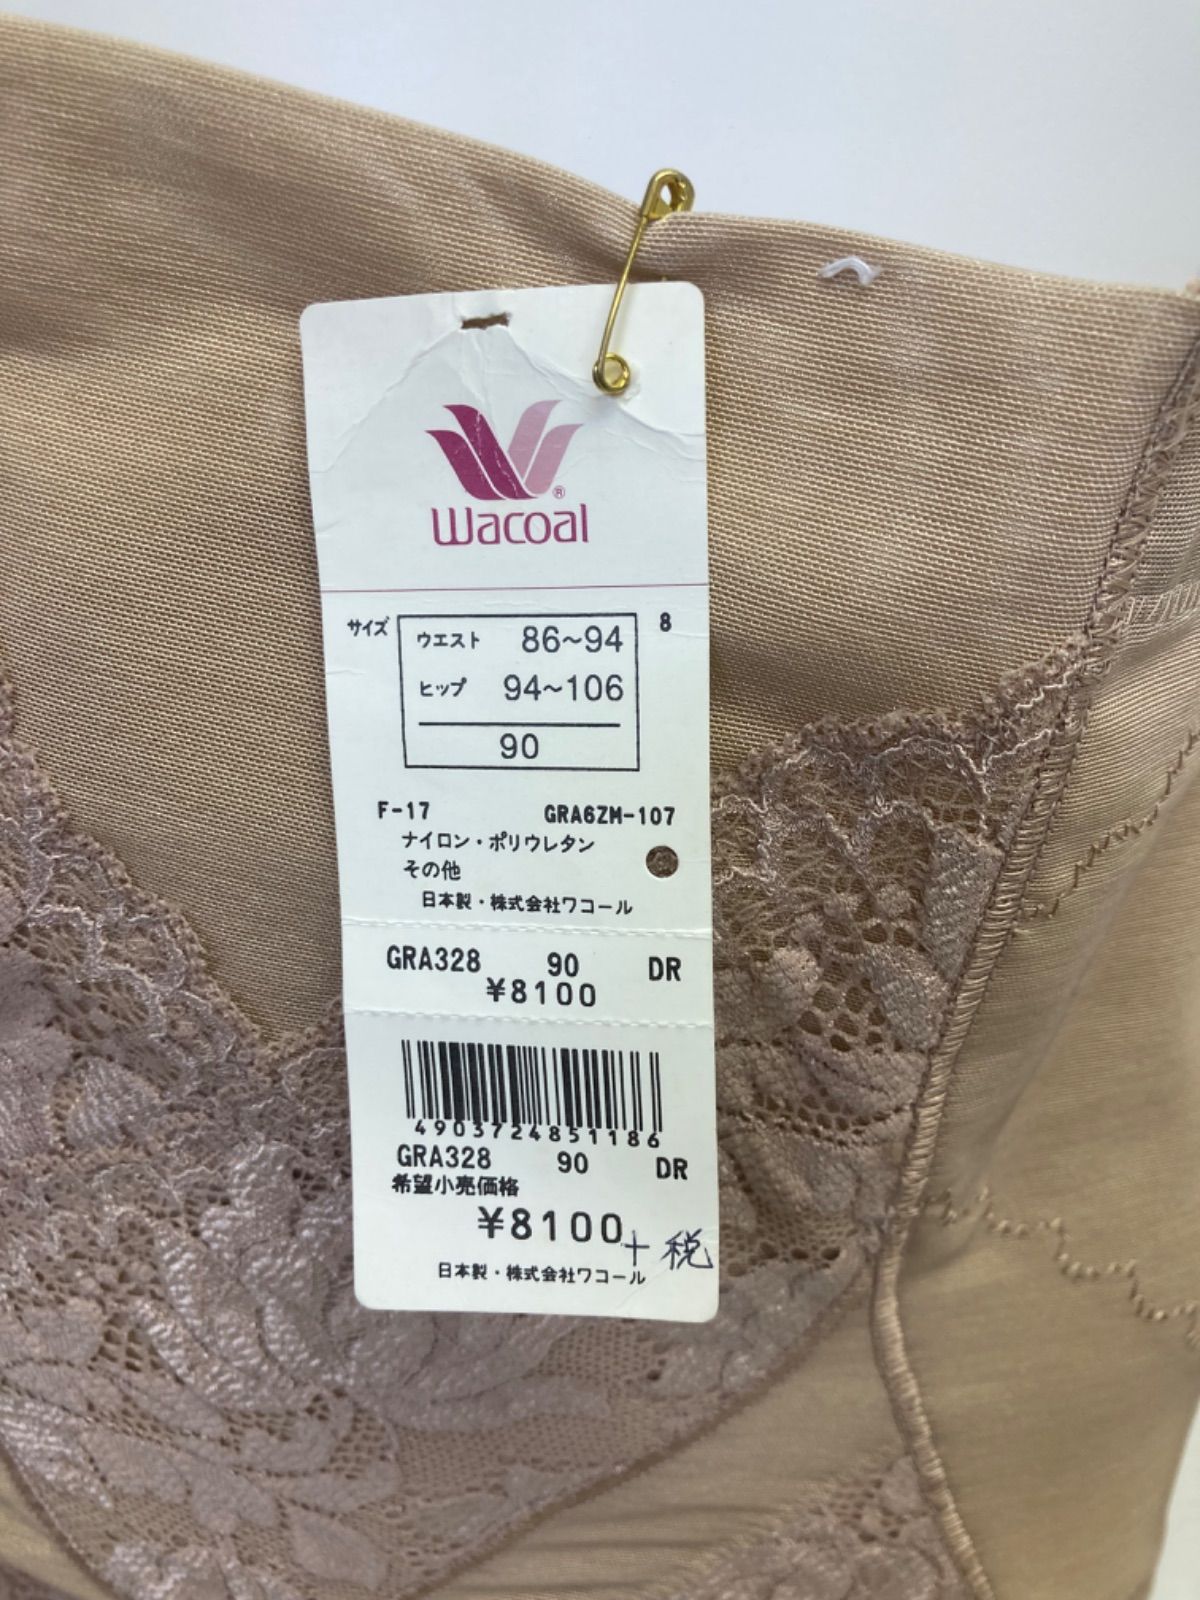 Wacoal®
サイズ ウエスト 86~94 8
ヒップ 94~106
90
F-17 GRA6ZM-107
ナイロン・ポリウレタン
その他
日本製・株式会社ワコール
GRA328 90 DR
¥8100
4903724851186
GRA328 90 DR
希望小売価格
¥8100+税
日本製・株式会社ワコール